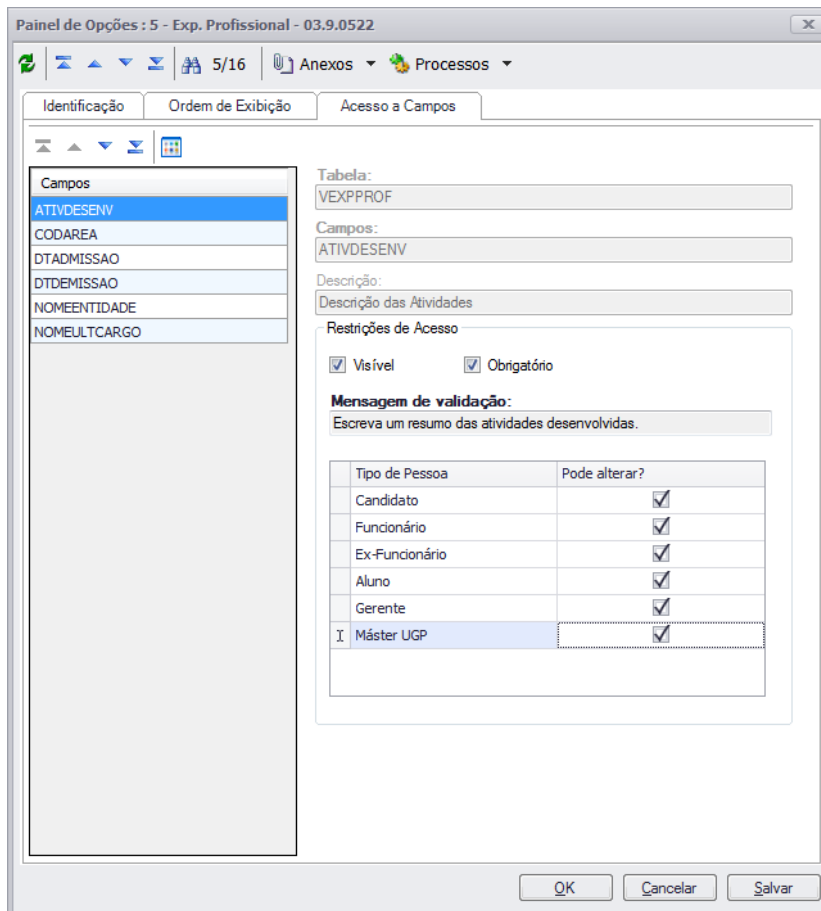 Painel de Opções : 5 - Exp. Profissional - 03.9.0522
5/16 Anexos Processos
Identificação Ordem de Exibição Acesso a Campos
Campos
ATIVDESENV
CODAREA
DTADMISSAO
DTDEMISSAO
NOMEENTIDADE
NOMEULTCARGO
Tabela:
VEXPPROF
Campos:
ATIVDESENV
Descrição:
Descrição das Atividades
Restrições de Acesso
Visível Obrigatório
Mensagem de validação:
Escreva um resumo das atividades desenvolvidas.
Tipo de Pessoa Pode alterar?
Candidato
Funcionário
Ex-Funcionário
Aluno
Gerente
Máster UGP
OK Cancelar Salvar